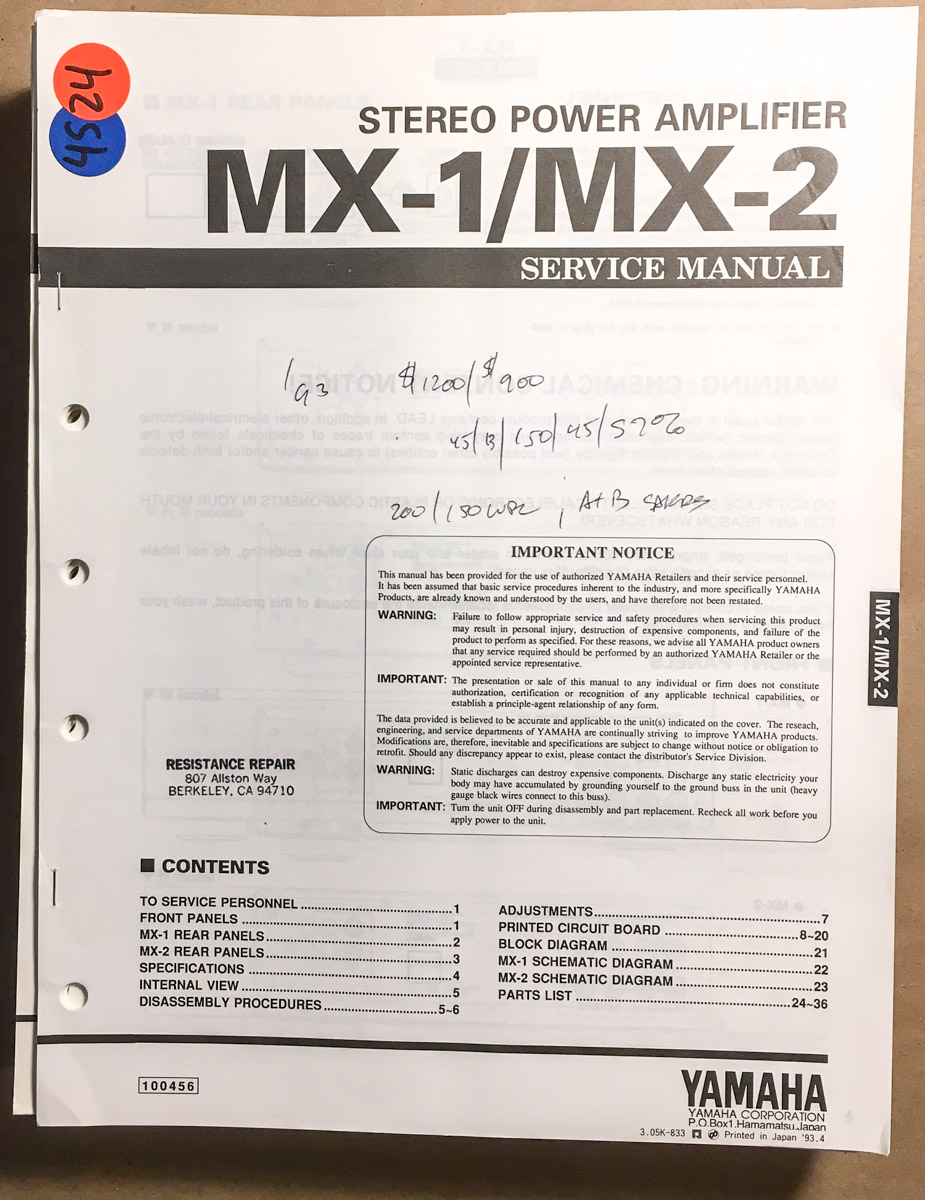 4S24
STEREO POWER AMPLIFIER
MX-1/MX-2
SERVICE MANUAL
1/93 $1200/$900
200/150
A+B
IMPORTANT NOTICE
This manual has been provided for the use of authorized YAMAHA Retailers and their service personnel.
It has been assumed that basic service procedures inherent to the industry, and more specifically YAMAHA
Products, are already known and understood by the users, and have therefore not been restated.
WARNING: Failure to follow appropriate service and safety procedures when servicing this product
may result in personal injury, destruction of expensive components, and failure of the
product to perform as specified. For these reasons, we advise all YAMAHA product owners
that any service required should be performed by an authorized YAMAHA Retailer or the
appointed service representative.
IMPORTANT: The presentation or sale of this manual to any individual or firm does not constitute
authorization, certification or recognition of any applicable technical capabilities, or
establish a principle-agent relationship of any form.
The data provided is believed to be accurate and applicable to the unit(s) indicated on the cover. The reseach,
engineering, and service departments of YAMAHA are continually striving to improve YAMAHA products.
Modifications are, therefore, inevitable and specifications are subject to change without notice or obligation to
retrofit. Should any discrepancy appear to exist, please contact the distributor's Service Division.
WARNING: Static discharges can destroy expensive components. Discharge any static electricity your
body may have accumulated by grounding yourself to the ground buss in the unit (heavy
gauge black wires connect to this buss).
IMPORTANT: Turn the unit OFF during disassembly and part replacement. Recheck all work before you
apply power to the unit.
MX-1/MX-2
RESISTANCE REPAIR
807 Allston Way
BERKELEY, CA 94710
■ CONTENTS
TO SERVICE PERSONNEL ........ 1
FRONT PANELS ........ 1
MX-1 REAR PANELS ........ 2
MX-2 REAR PANELS ........ 3
SPECIFICATIONS ........ 4
INTERNAL VIEW ........ 5
DISASSEMBLY PROCEDURES ........ 5~6
ADJUSTMENTS ........ 7
PRINTED CIRCUIT BOARD ........ 8~20
BLOCK DIAGRAM ........ 21
MX-1 SCHEMATIC DIAGRAM ........ 22
MX-2 SCHEMATIC DIAGRAM ........ 23
PARTS LIST ........ 24~36
100456
YAMAHA
YAMAHA CORPORATION
P.O.Box1,Hamamatsu,Japan
3.05K-833 Printed in Japan '93.4